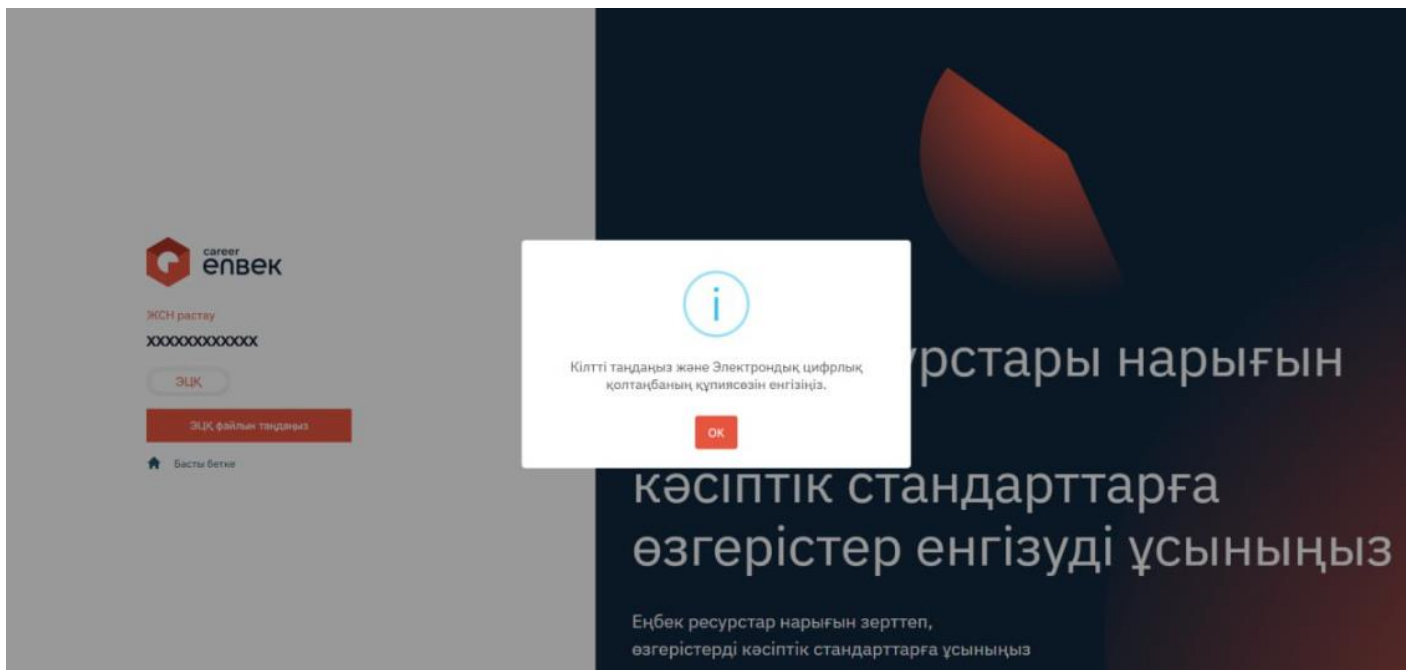 career
enbek
ЖСН растау
XXXXXXXXXXXX
ЭЦҚ
ЭЦҚ файлын таңдаңыз
Басты бетке
i
Кілтті таңдаңыз және Электрондық цифрлық
қолтаңбаның құпиясөзін енгізіңіз.
OK
рстары нарығын
кәсіптік стандарттарға
өзгерістер енгізуді ұсыныңыз
Еңбек ресурстар нарығын зерттеп,
өзгерістерді кәсіптік стандарттарға ұсыныңыз